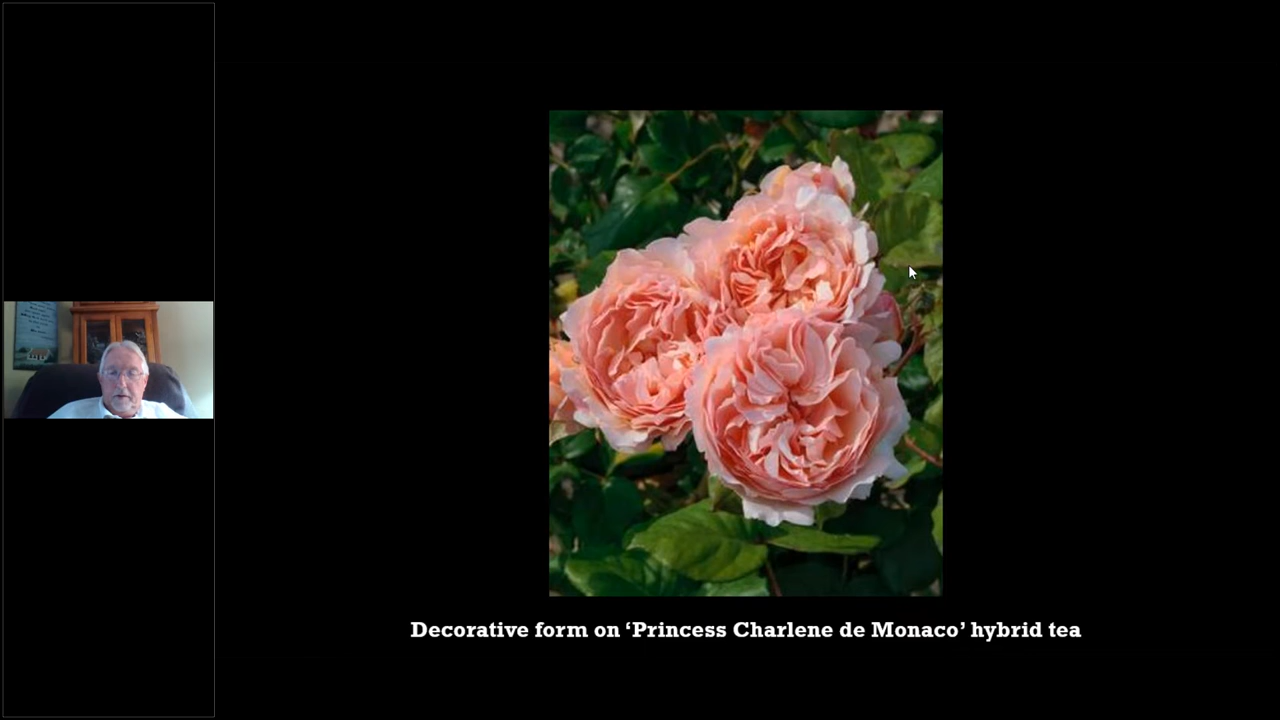 Decorative form on ‘Princess Charlene de Monaco’ hybrid tea